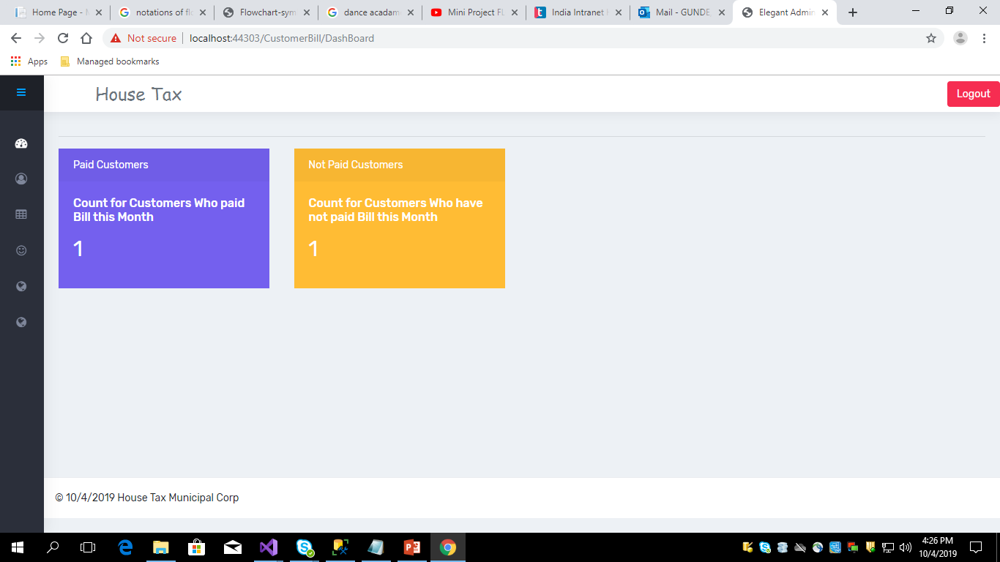 Home Page - M
notations of flo
Flowchart-sym
dance acadama
Mini Project FL
India Intranet H
Mail - GUNDE,
Elegant Admin
Not secure
localhost:44303/CustomerBill/DashBoard
Apps
Managed bookmarks
House Tax
Logout
Paid Customers
Not Paid Customers
Count for Customers Who paid
Bill this Month
1
Count for Customers Who have
not paid Bill this Month
1
© 10/4/2019 House Tax Municipal Corp
4:26 PM
10/4/2019